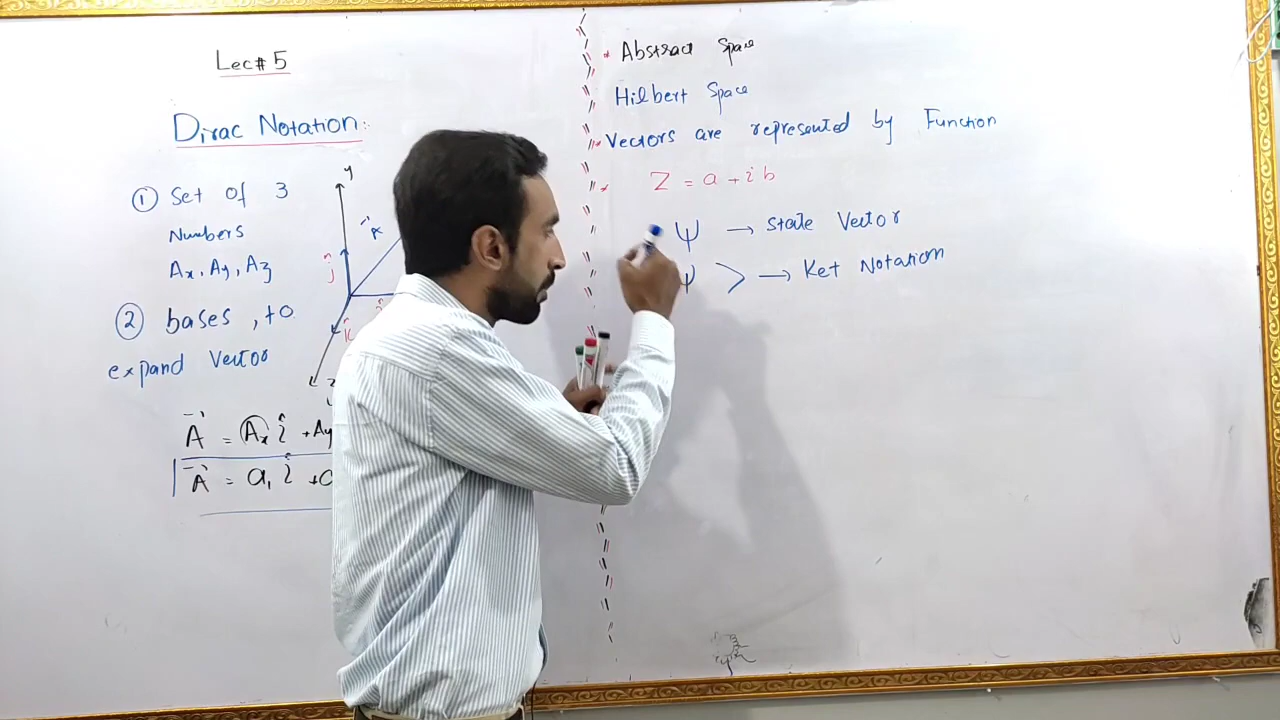 Lec# 5
Dirac Notation:
① Set of 3
Numbers
Ax, Ay, Az
② bases, to
expand Vector
A = Ax î + Ay
A = a, î +
y
A
ĵ
k̂
* Abstract Space
Hilbert Space
* Vectors are represented by Function
* Z = a + ib
ψ → State Vector
ψ > → Ket Notation